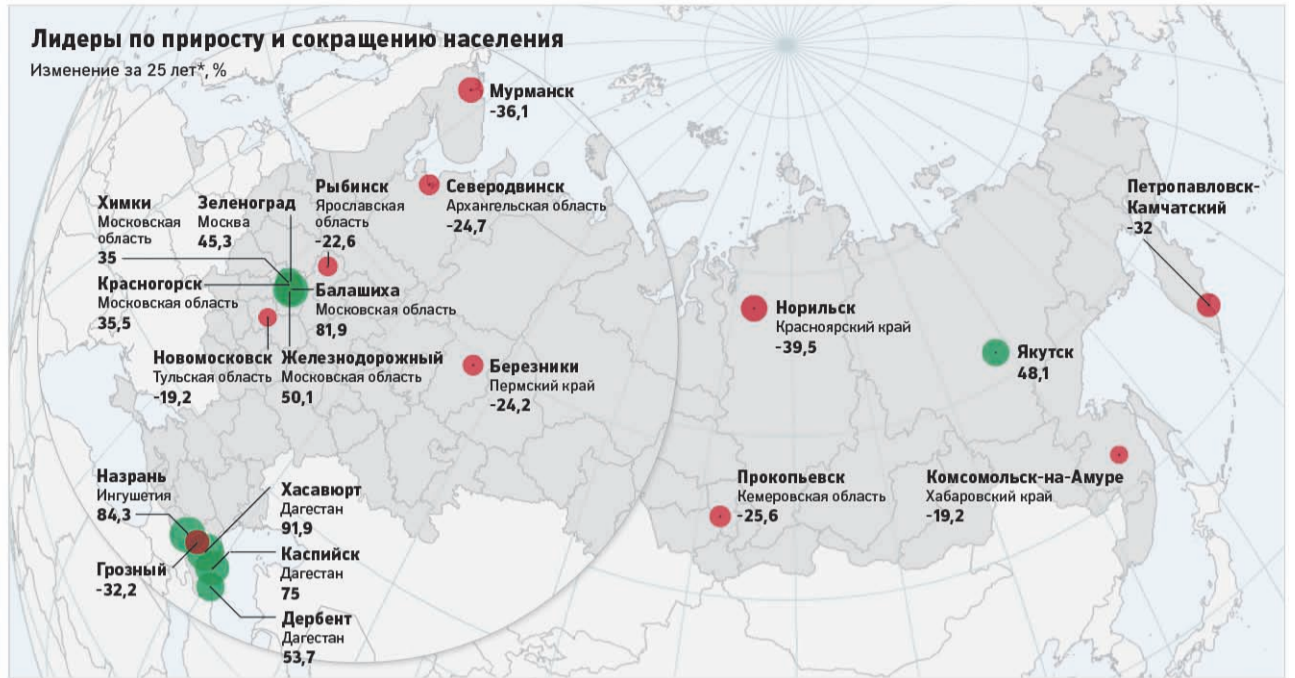 Лидеры по приросту и сокращению населения
Изменение за 25 лет*, %
Мурманск
-36,1
Северодвинск
Архангельская область
-24,7
Рыбинск
Ярославская
область
-22,6
Зеленоград
Москва
45,3
Химки
Московская
область
35
Красногорск
Московская область
35,5
Балашиха
Московская область
81,9
Новомосковск
Тульская область
-19,2
Железнодорожный
Московская область
50,1
Березники
Пермский край
-24,2
Норильск
Красноярский край
-39,5
Петропавловск-
Камчатский
-32
Якутск
48,1
Назрань
Ингушетия
84,3
Грозный
-32,2
Хасавюрт
Дагестан
91,9
Каспийск
Дагестан
75
Дербент
Дагестан
53,7
Прокопьевск
Кемеровская область
-25,6
Комсомольск-на-Амуре
Хабаровский край
-19,2